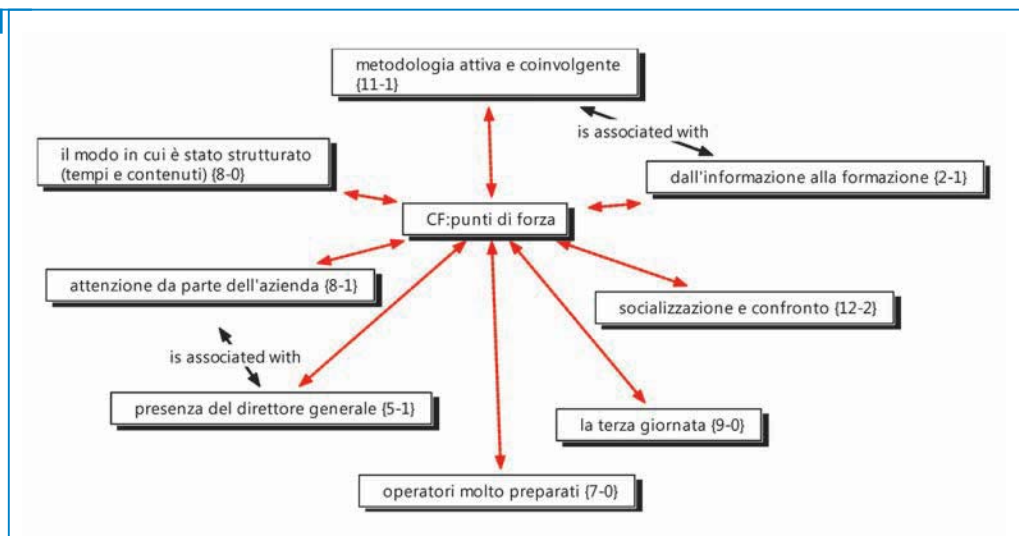 metodologia attiva e coinvolgente
{11-1}
is associated with
il modo in cui è stato strutturato
(tempi e contenuti) {8-0}
dall'informazione alla formazione {2-1}
CF:punti di forza
attenzione da parte dell'azienda {8-1}
socializzazione e confronto {12-2}
is associated with
presenza del direttore generale {5-1}
la terza giornata {9-0}
operatori molto preparati {7-0}